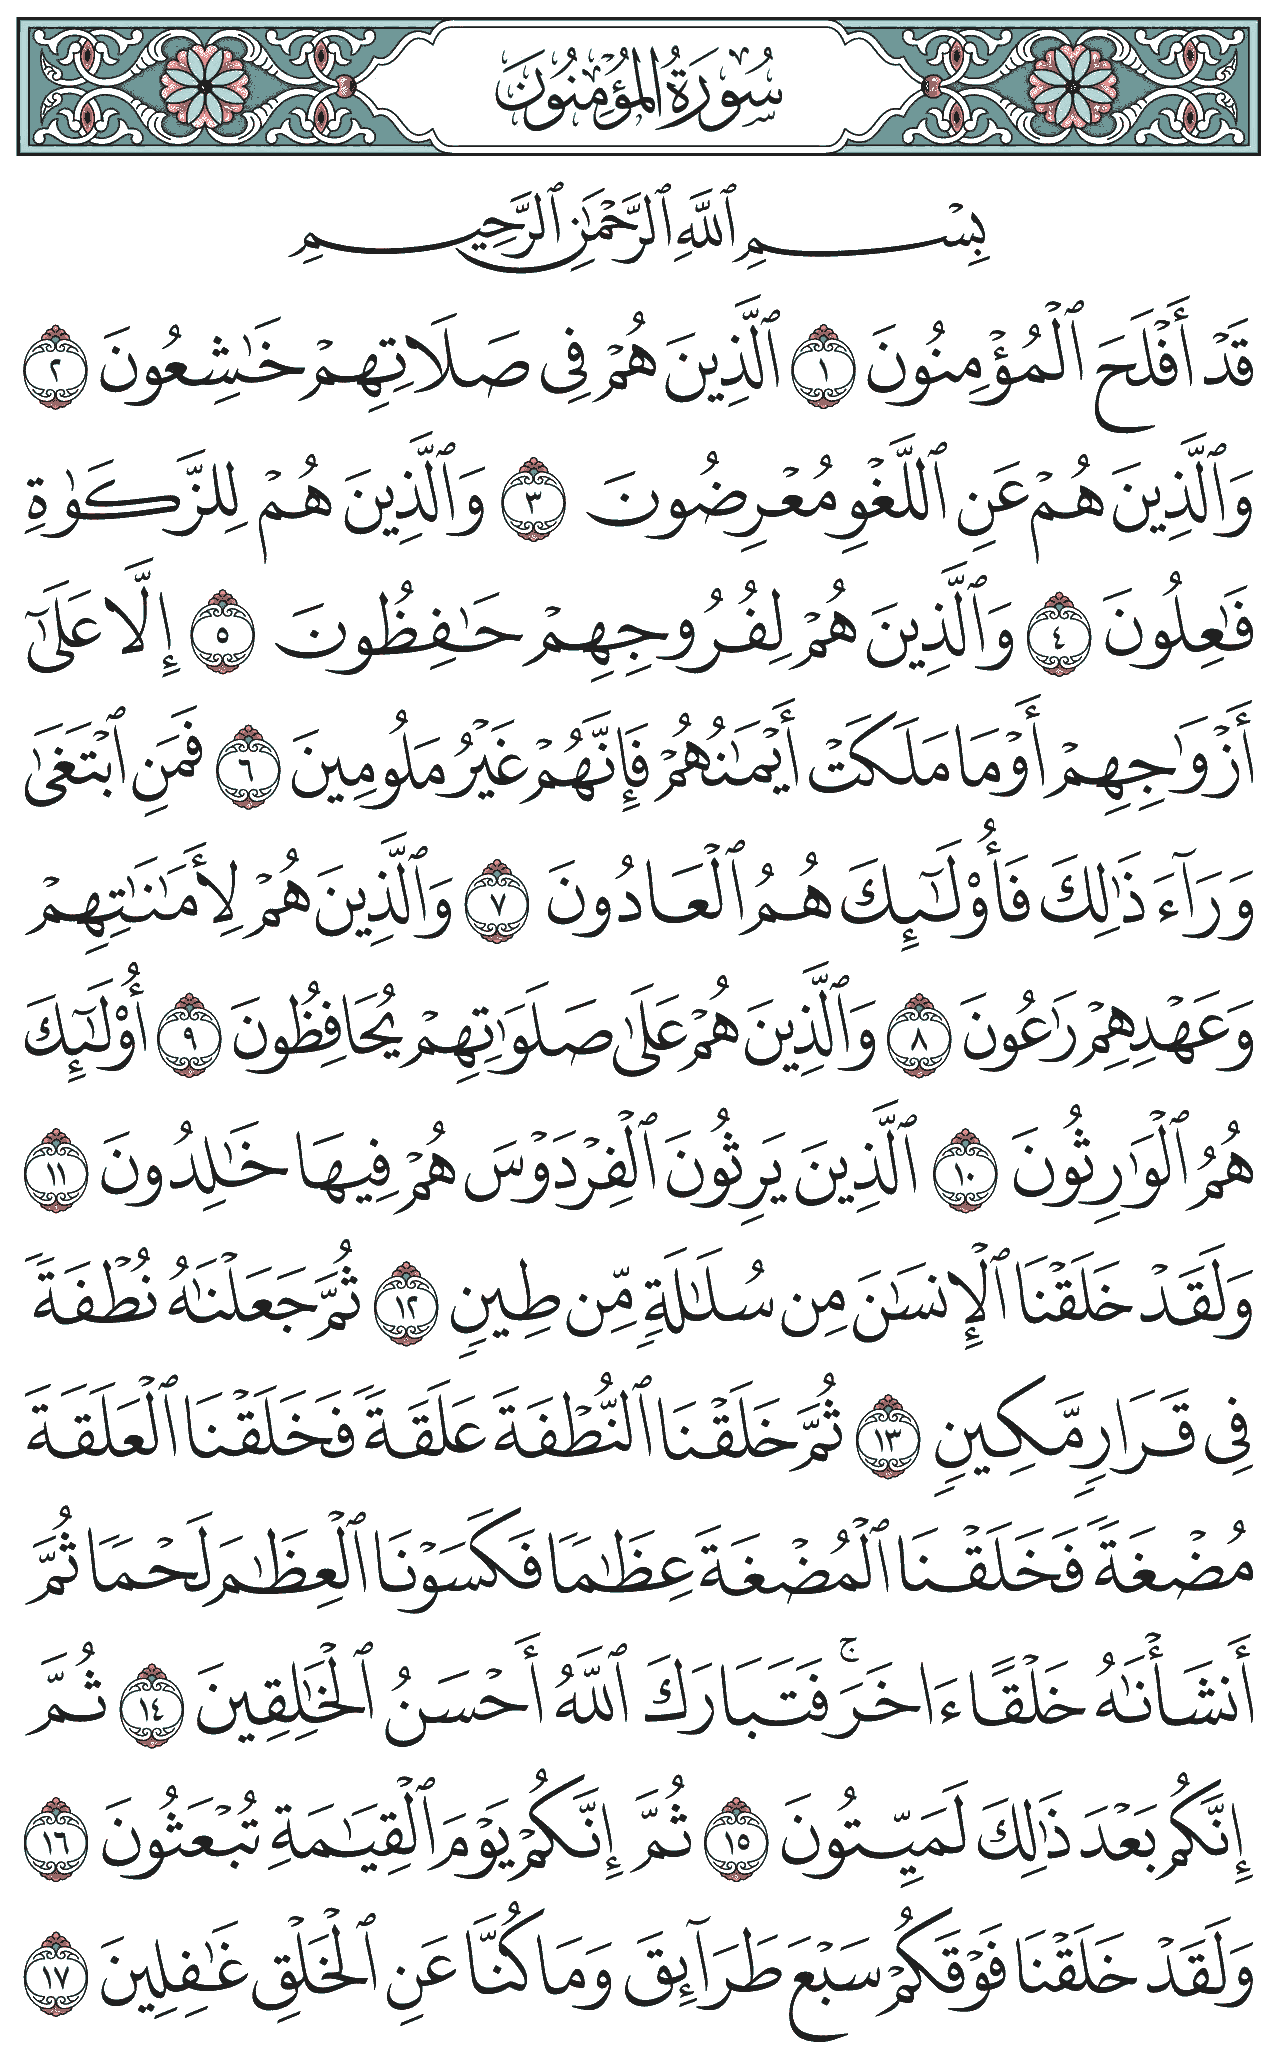 سُورَةُ المُؤْمِنُونَ
بِسْمِ ٱللَّهِ ٱلرَّحْمَٰنِ ٱلرَّحِيمِ
قَدْ أَفْلَحَ ٱلْمُؤْمِنُونَ ١ ٱلَّذِينَ هُمْ فِى صَلَاتِهِمْ خَٰشِعُونَ ٢
وَٱلَّذِينَ هُمْ عَنِ ٱللَّغْوِ مُعْرِضُونَ ٣ وَٱلَّذِينَ هُمْ لِلزَّكَوٰةِ
فَٰعِلُونَ ٤ وَٱلَّذِينَ هُمْ لِفُرُوجِهِمْ حَٰفِظُونَ ٥ إِلَّا عَلَىٰٓ
أَزْوَٰجِهِمْ أَوْ مَا مَلَكَتْ أَيْمَٰنُهُمْ فَإِنَّهُمْ غَيْرُ مَلُومِينَ ٦ فَمَنِ ٱبْتَغَىٰ
وَرَآءَ ذَٰلِكَ فَأُو۟لَٰٓئِكَ هُمُ ٱلْعَادُونَ ٧ وَٱلَّذِينَ هُمْ لِأَمَٰنَٰتِهِمْ
وَعَهْدِهِمْ رَٰعُونَ ٨ وَٱلَّذِينَ هُمْ عَلَىٰ صَلَوَٰتِهِمْ يُحَافِظُونَ ٩ أُو۟لَٰٓئِكَ
هُمُ ٱلْوَٰرِثُونَ ١٠ ٱلَّذِينَ يَرِثُونَ ٱلْفِرْدَوْسَ هُمْ فِيهَا خَٰلِدُونَ ١١
وَلَقَدْ خَلَقْنَا ٱلْإِنسَٰنَ مِن سُلَٰلَةٍ مِّن طِينٍ ١٢ ثُمَّ جَعَلْنَٰهُ نُطْفَةً
فِى قَرَارٍ مَّكِينٍ ١٣ ثُمَّ خَلَقْنَا ٱلنُّطْفَةَ عَلَقَةً فَخَلَقْنَا ٱلْعَلَقَةَ
مُضْغَةً فَخَلَقْنَا ٱلْمُضْغَةَ عِظَٰمًا فَكَسَوْنَا ٱلْعِظَٰمَ لَحْمًا ثُمَّ
أَنشَأْنَٰهُ خَلْقًا ءَاخَرَ ۚ فَتَبَارَكَ ٱللَّهُ أَحْسَنُ ٱلْخَٰلِقِينَ ١٤ ثُمَّ
إِنَّكُم بَعْدَ ذَٰلِكَ لَمَيِّتُونَ ١٥ ثُمَّ إِنَّكُمْ يَوْمَ ٱلْقِيَٰمَةِ تُبْعَثُونَ ١٦
وَلَقَدْ خَلَقْنَا فَوْقَكُمْ سَبْعَ طَرَآئِقَ وَمَا كُنَّا عَنِ ٱلْخَلْقِ غَٰفِلِينَ ١٧